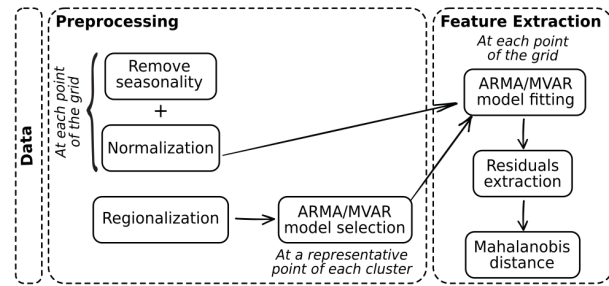 Data
Preprocessing
At each point
of the grid
Remove
seasonality
+
Normalization
Regionalization
ARMA/MVAR
model selection
At a representative
point of each cluster
Feature Extraction
At each point
of the grid
ARMA/MVAR
model fitting
Residuals
extraction
Mahalanobis
distance